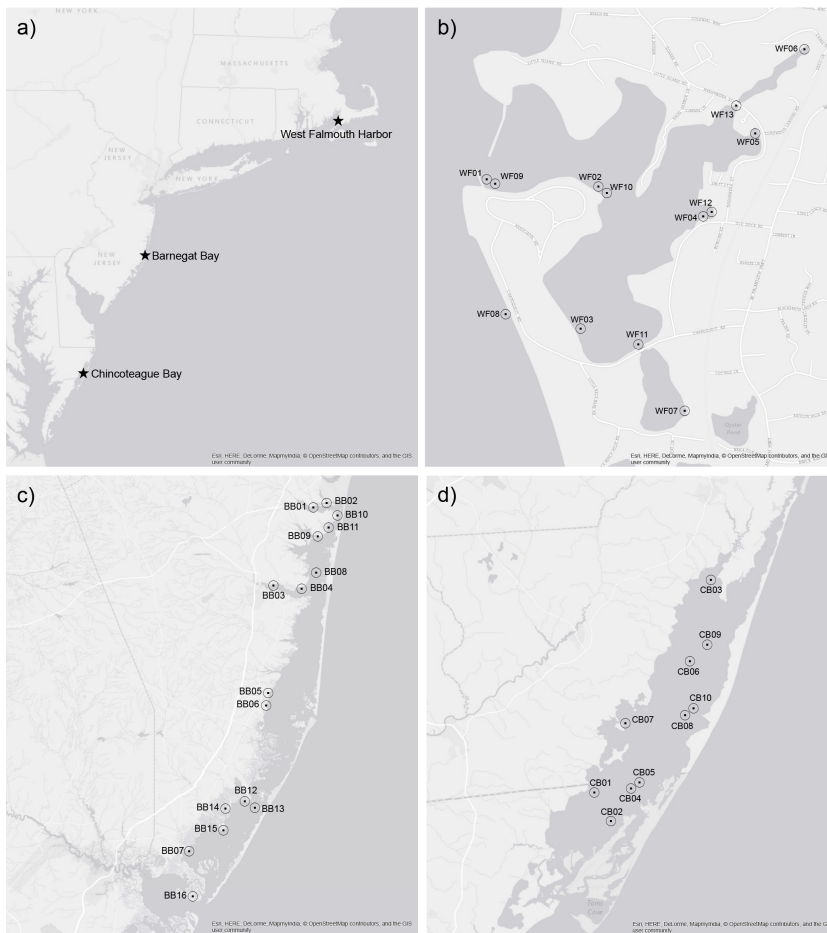 a)
NEW YORK
MASSACHUSETTS
CONNECTICUT
West Falmouth Harbor
NEW JERSEY
NEW YORK
NEW JERSEY
Barnegat Bay
Chincoteague Bay
Esri, HERE, DeLorme, MapmyIndia, © OpenStreetMap contributors, and the GIS
user community
b)
WF06
WF13
WF05
WF01
WF09
WF02
WF10
WF12
WF04
WF08
WF03
WF11
WF07
Oyster
Pond
Esri, HERE, DeLorme, MapmyIndia, © OpenStreetMap contributors, and the GIS
user community
c)
BB02
BB01
BB10
BB11
BB09
BB08
BB03
BB04
BB05
BB06
BB12
BB14
BB13
BB15
BB07
BB16
Esri, HERE, DeLorme, MapmyIndia, © OpenStreetMap contributors, and the GIS
user community
d)
CB03
CB09
CB06
CB10
CB08
CB07
CB05
CB01
CB04
CB02
Esri, HERE, DeLorme, MapmyIndia, © OpenStreetMap contributors, and the GIS
user community